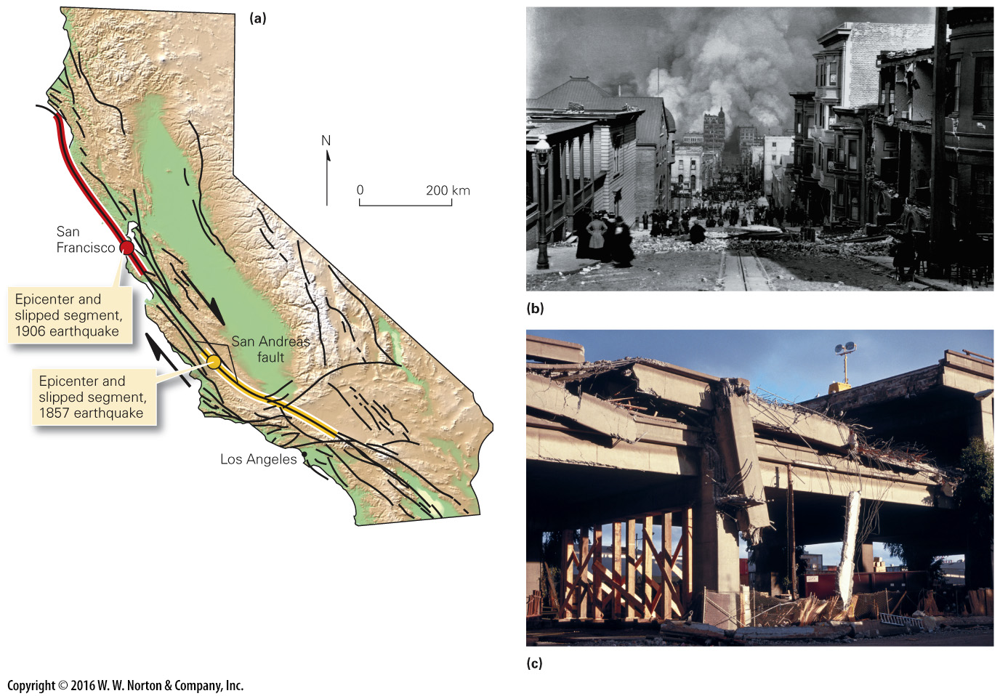 (a)
N
0 200 km
San
Francisco
Epicenter and
slipped segment,
1906 earthquake
San Andreas
fault
Epicenter and
slipped segment,
1857 earthquake
Los Angeles
(b)
(c)
Copyright © 2016 W. W. Norton & Company, Inc.